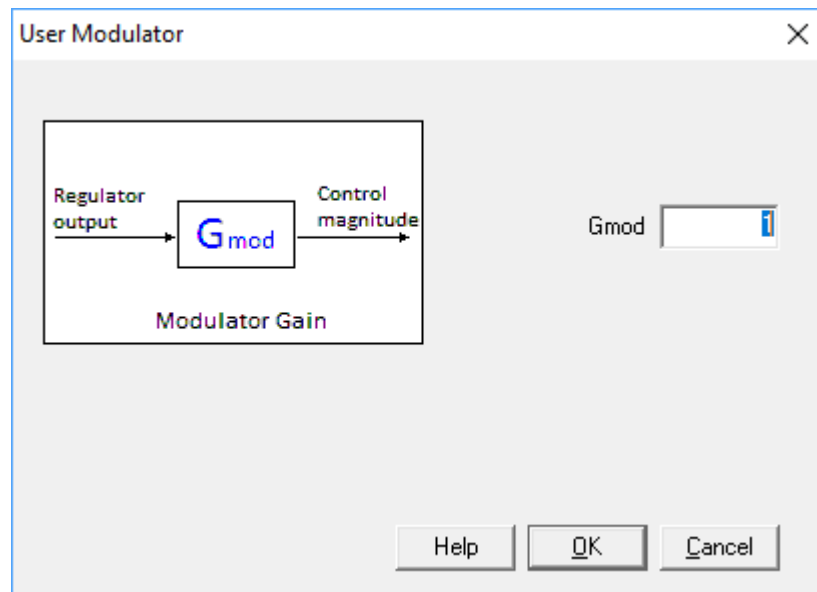 User Modulator
Regulator
output
Control
magnitude
Gmod
Modulator Gain
Gmod 1
Help OK Cancel